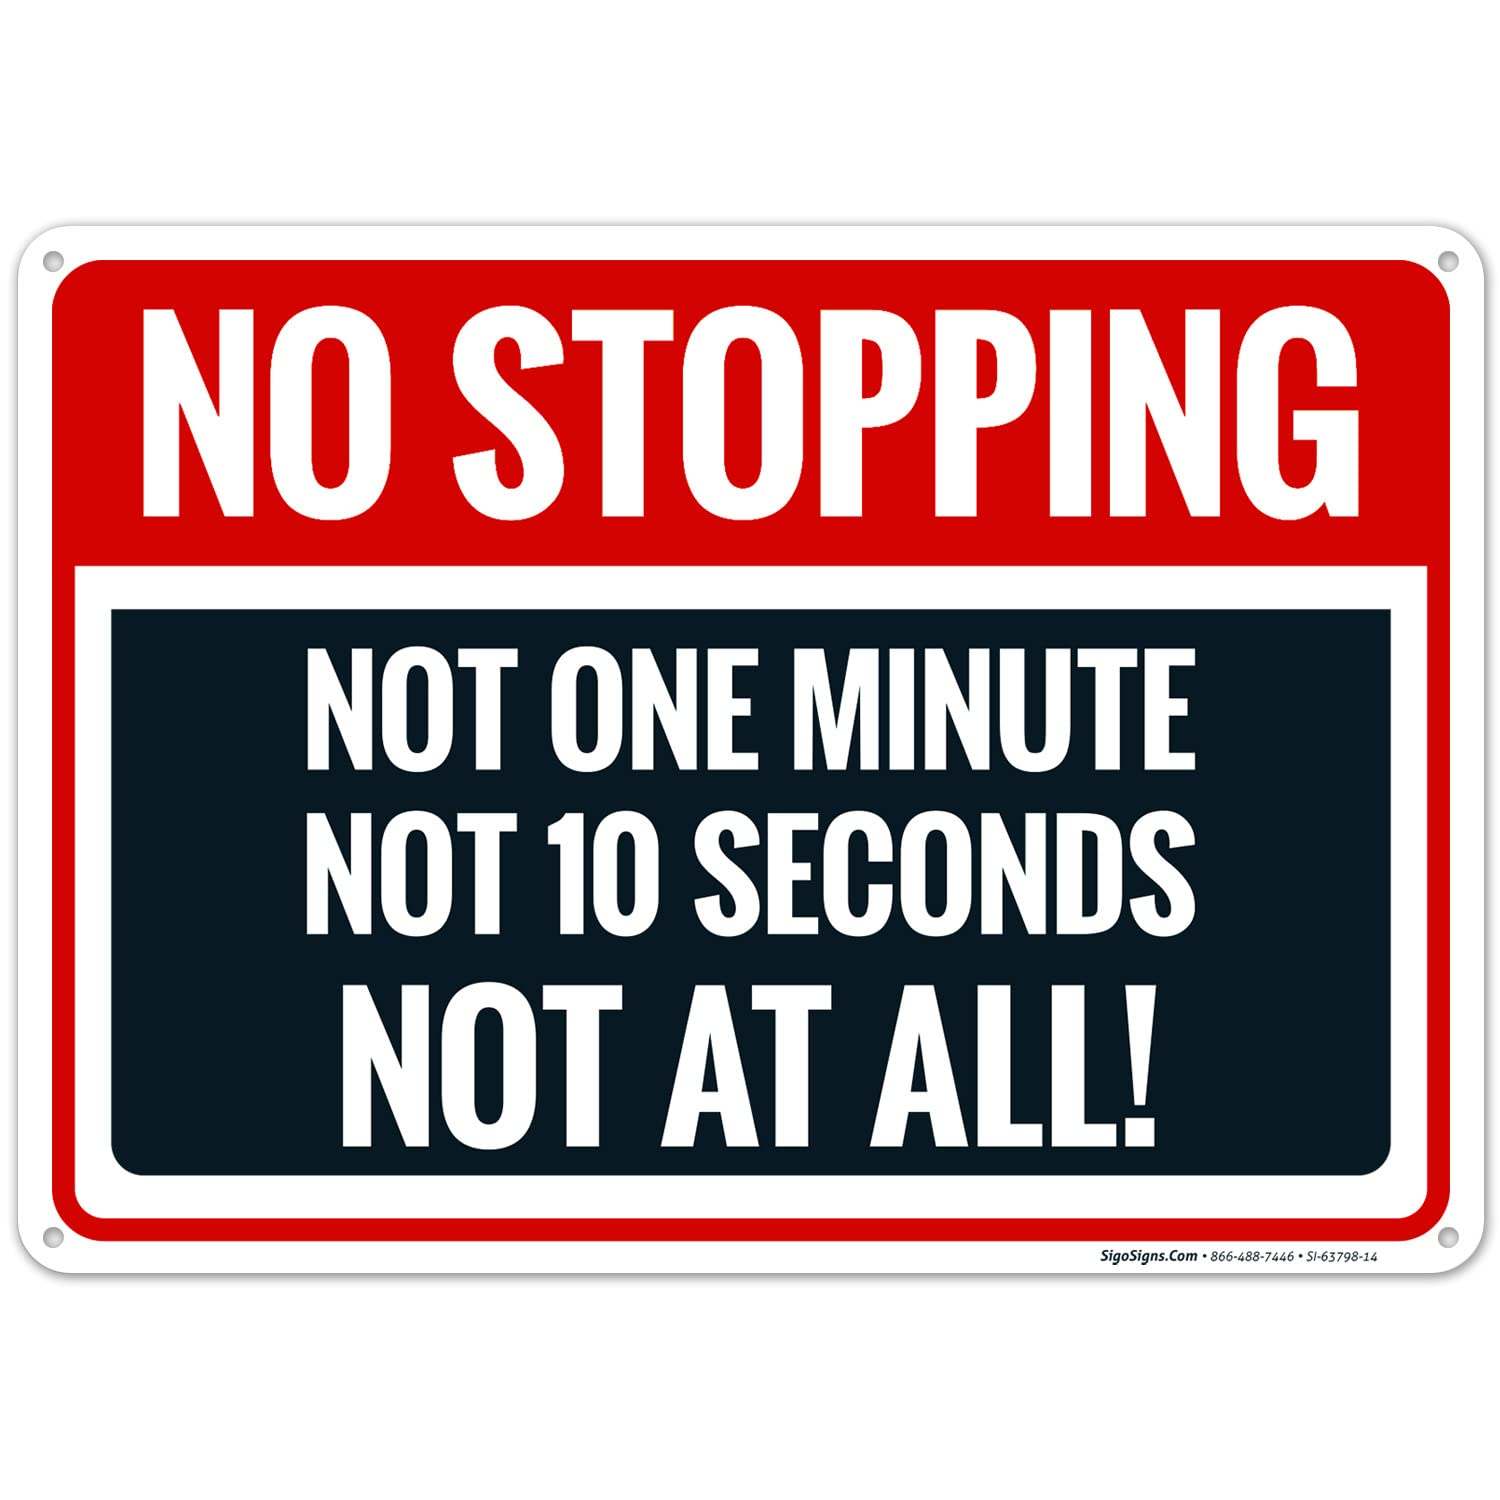 NO STOPPING
NOT ONE MINUTE
NOT 10 SECONDS
NOT AT ALL!
SigoSigns.Com • 866-488-7446 • SI-63798-14